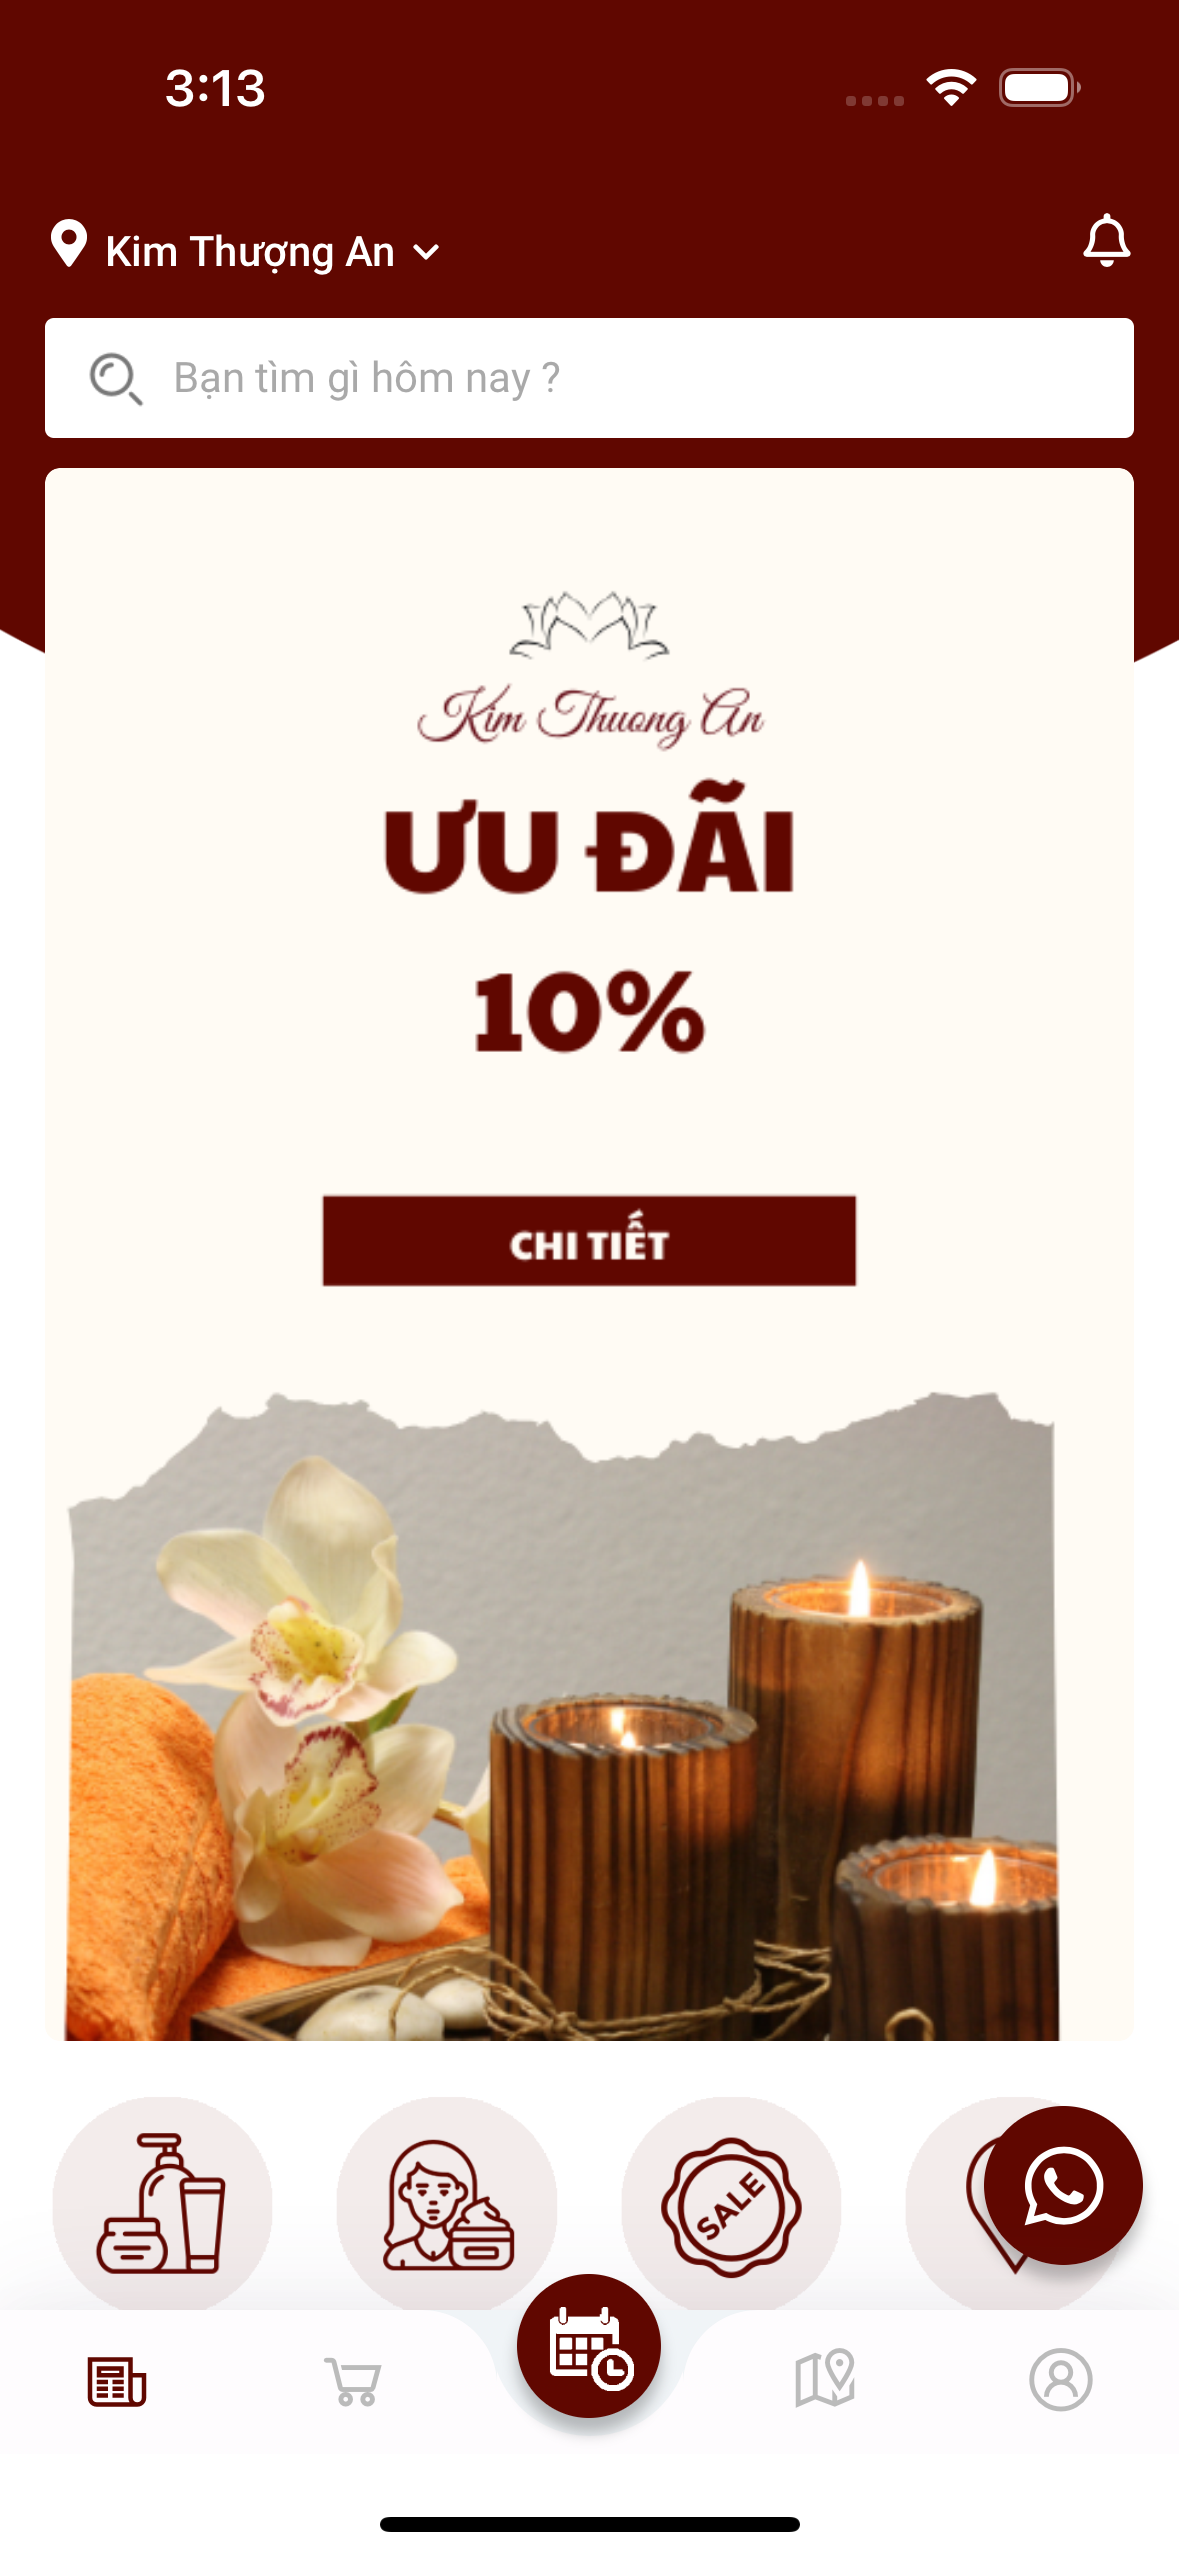 3:13
Kim Thượng An
Bạn tìm gì hôm nay ?
Kim Thuong An
ƯU ĐÃI
10%
CHI TIẾT
SALE